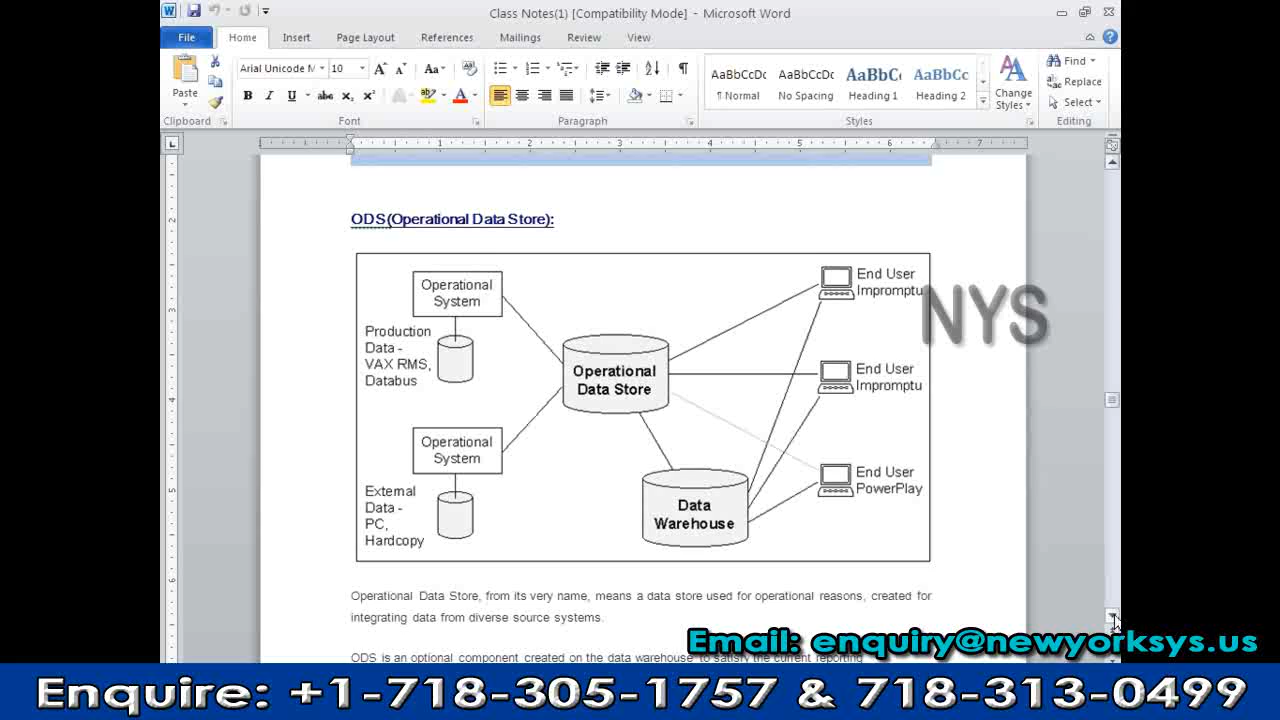 Class Notes(1) [Compatibility Mode] - Microsoft Word
File Home Insert Page Layout References Mailings Review View
Paste
Clipboard
Arial Unicode M 10
Font
Paragraph
AaBbCcDc AaBbCcDc AaBbC AaBbCc
¶ Normal No Spacing Heading 1 Heading 2
Styles
Change
Styles
Find
Replace
Select
Editing
ODS(Operational Data Store):
Operational
System
Production
Data -
VAX RMS,
Databus
Operational
System
External
Data -
PC,
Hardcopy
Operational
Data Store
Data
Warehouse
End User
Impromptu
End User
Impromptu
End User
PowerPlay
NYS
Operational Data Store, from its very name, means a data store used for operational reasons, created for
integrating data from diverse source systems.
ODS is an optional component created on the data warehouse to satisfy the current reporting
Email: enquiry@newyorksys.us
Enquire: +1-718-305-1757 & 718-313-0499